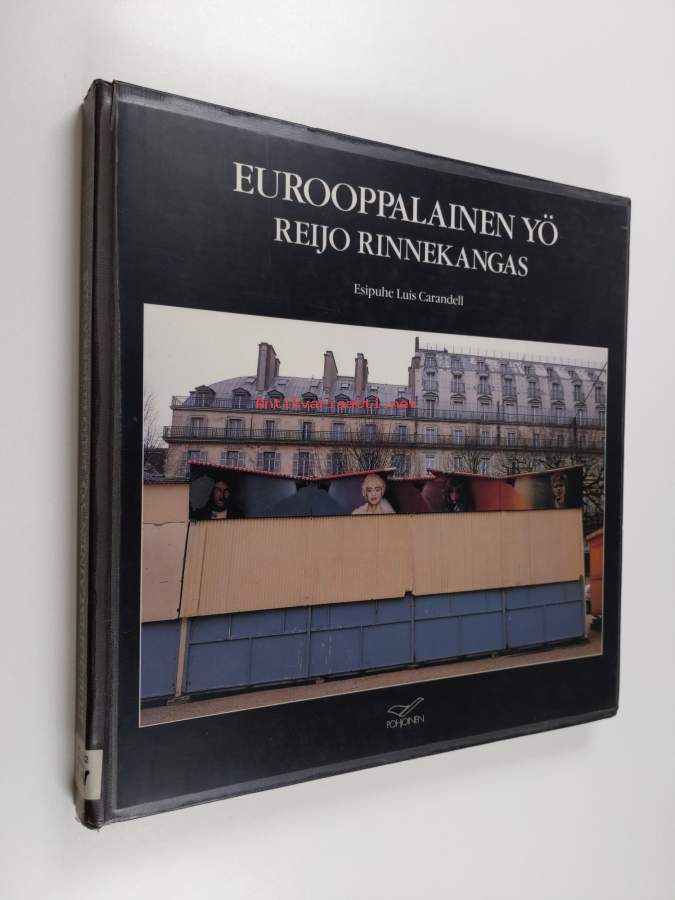 EUROOPPALAINEN YÖ
REIJO RINNEKANGAS
Esipuhe Luis Carandell
Antikvariaatti.net
POHJOINEN